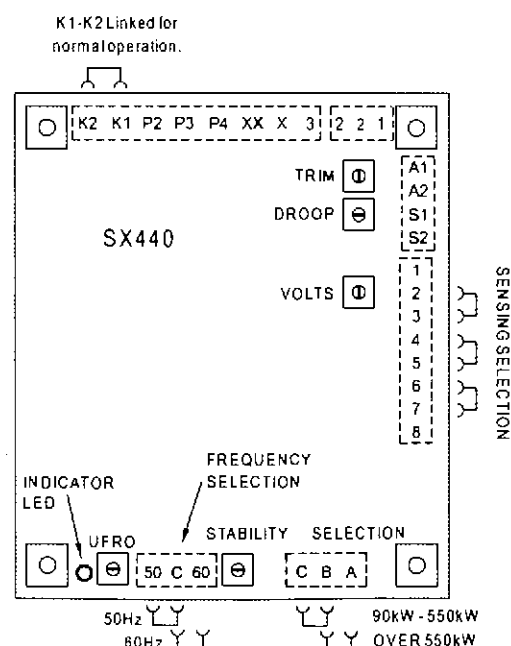 K1-K2 Linked for
normal operation.
K2 K1 P2 P3 P4 XX X 3 2 2 1
TRIM
DROOP
SX440
VOLTS
A1
A2
S1
S2
1
2
3
4
5
6
7
8
SENSING SELECTION
FREQUENCY
SELECTION
INDICATOR
LED
UFRO
STABILITY SELECTION
50 C 60
C B A
50Hz
60Hz
90kW - 550kW
OVER 550kW